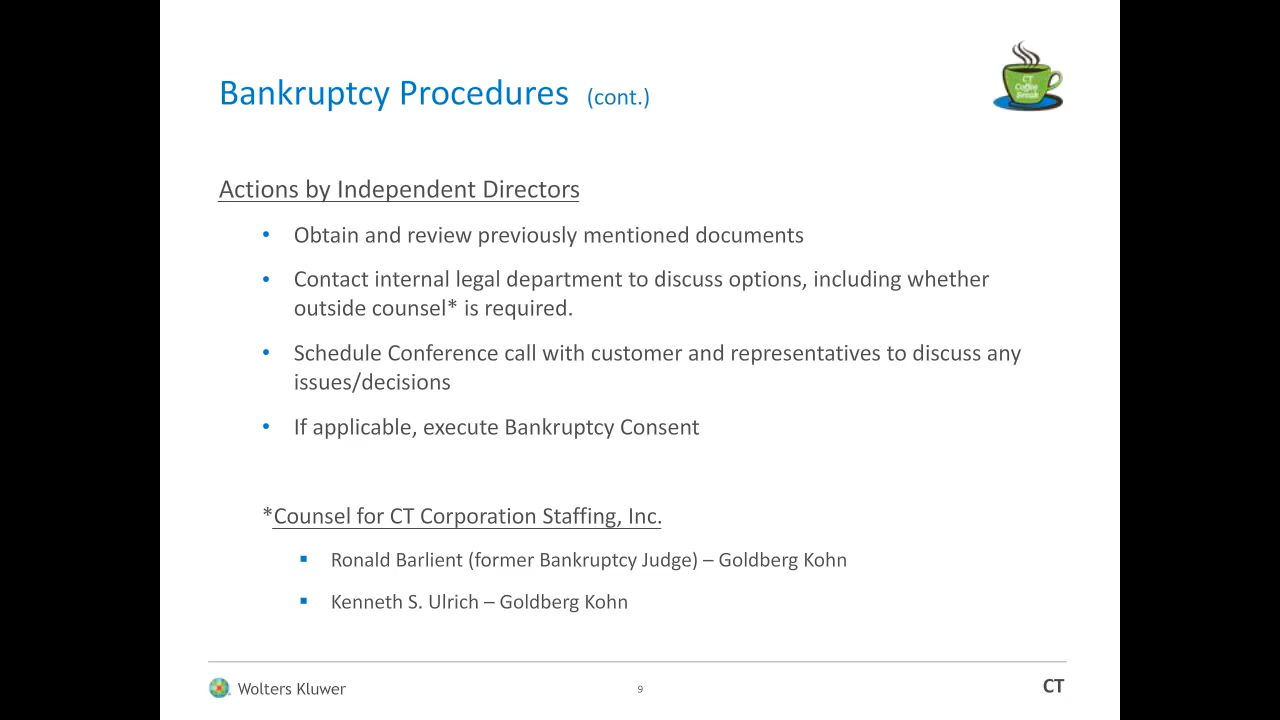 Bankruptcy Procedures (cont.)
CT
Coffee
Break
Actions by Independent Directors
• Obtain and review previously mentioned documents
• Contact internal legal department to discuss options, including whether
outside counsel* is required.
• Schedule Conference call with customer and representatives to discuss any
issues/decisions
• If applicable, execute Bankruptcy Consent
*Counsel for CT Corporation Staffing, Inc.
▪ Ronald Barlient (former Bankruptcy Judge) – Goldberg Kohn
▪ Kenneth S. Ulrich – Goldberg Kohn
Wolters Kluwer
9
CT